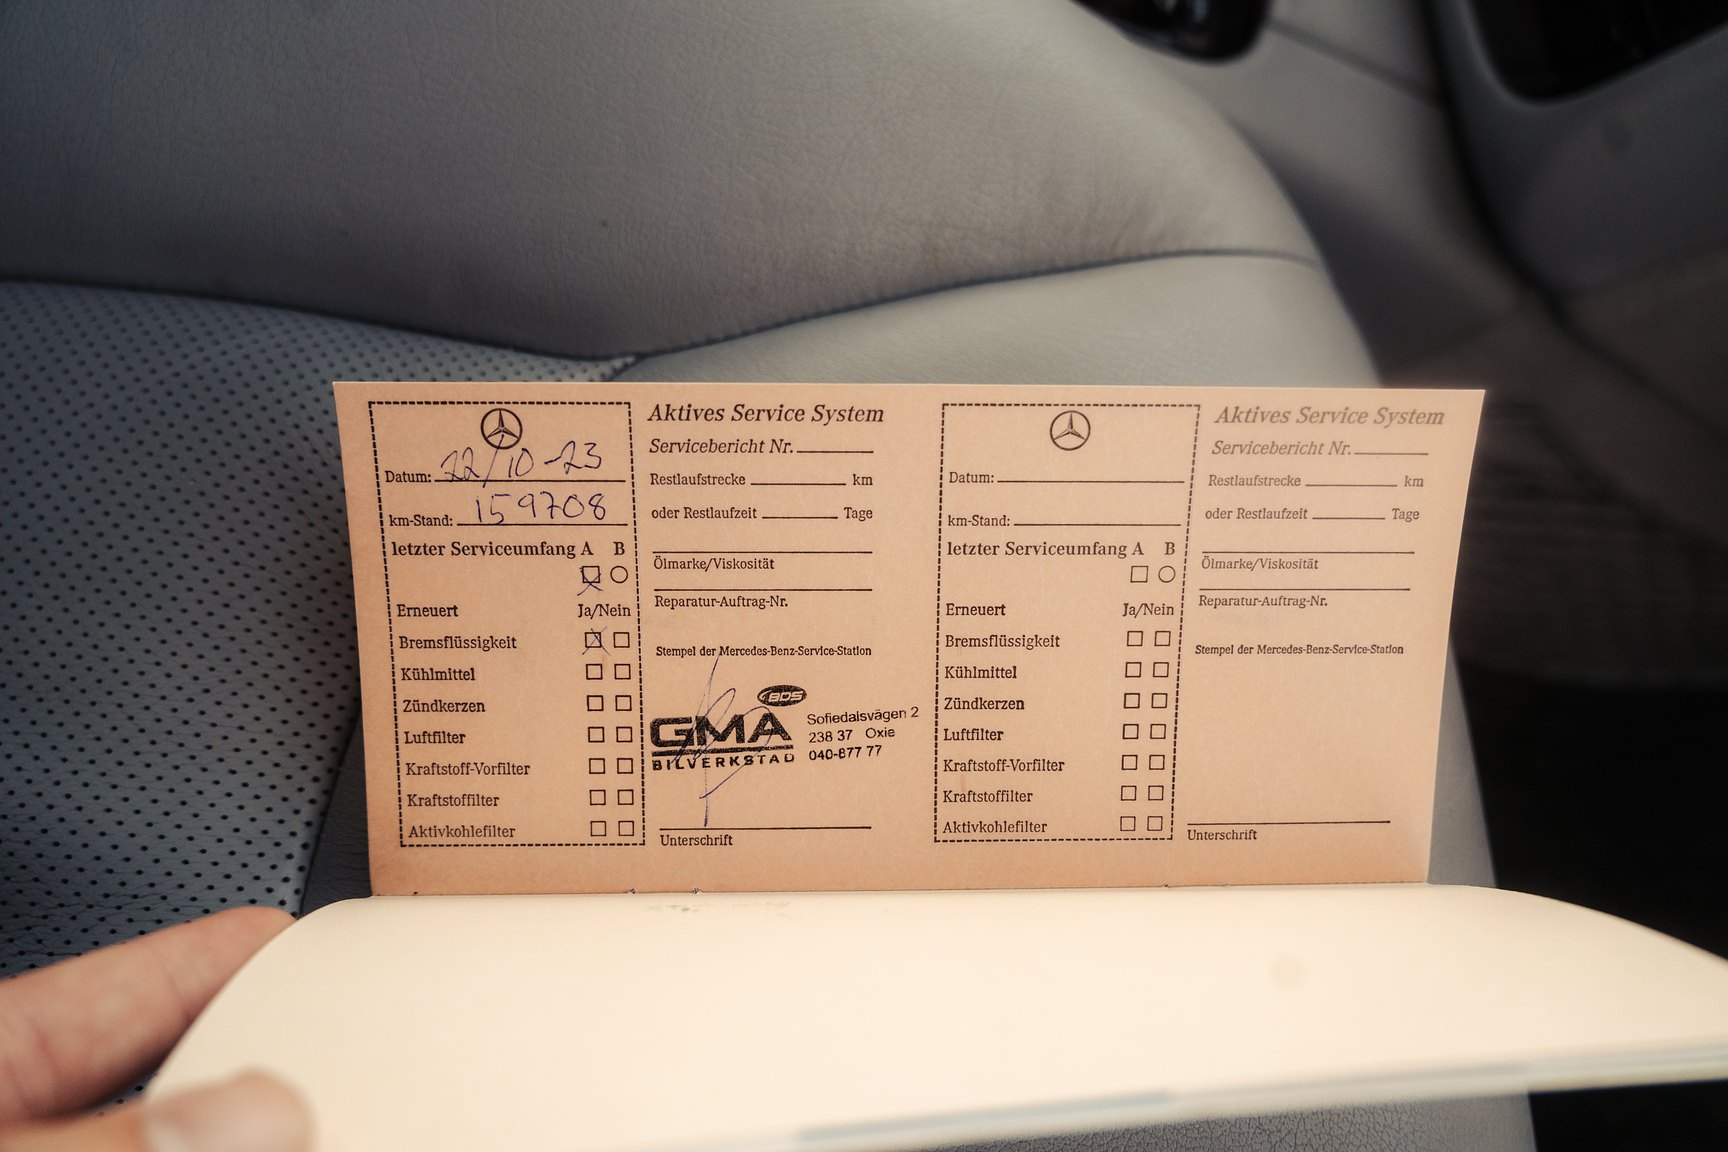 Datum: 22/10-23
km-Stand: 159708
letzter Serviceumfang A B
Erneuert Ja/Nein
Bremsflüssigkeit
Kühlmittel
Zündkerzen
Luftfilter
Kraftstoff-Vorfilter
Kraftstoffilter
Aktivkohlefilter
Aktives Service System
Servicebericht Nr.
Restlaufstrecke km
oder Restlaufzeit Tage
Ölmarke/Viskosität
Reparatur-Auftrag-Nr.
Stempel der Mercedes-Benz-Service-Station
BDS
GMA
BILVERKSTAD
Sofiedalsvägen 2
238 37 Oxie
040-877 77
Unterschrift
Datum:
km-Stand:
letzter Serviceumfang A B
Erneuert Ja/Nein
Bremsflüssigkeit
Kühlmittel
Zündkerzen
Luftfilter
Kraftstoff-Vorfilter
Kraftstoffilter
Aktivkohlefilter
Aktives Service System
Servicebericht Nr.
Restlaufstrecke km
oder Restlaufzeit Tage
Ölmarke/Viskosität
Reparatur-Auftrag-Nr.
Stempel der Mercedes-Benz-Service-Station
Unterschrift